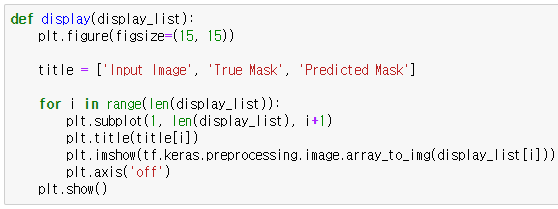 def display(display_list):
    plt.figure(figsize=(15, 15))

    title = ['Input Image', 'True Mask', 'Predicted Mask']

    for i in range(len(display_list)):
        plt.subplot(1, len(display_list), i+1)
        plt.title(title[i])
        plt.imshow(tf.keras.preprocessing.image.array_to_img(display_list[i]))
        plt.axis('off')
    plt.show()